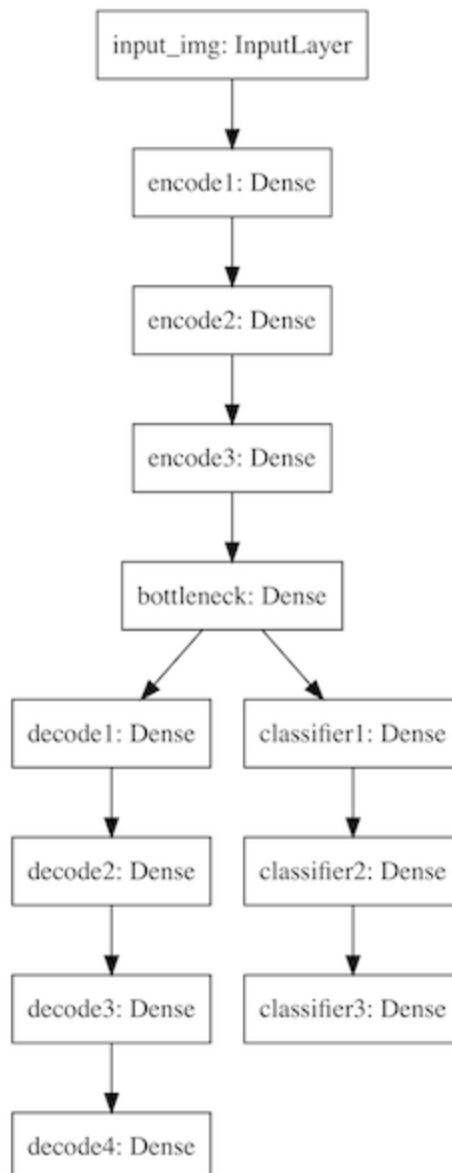 input_img: InputLayer
encode1: Dense
encode2: Dense
encode3: Dense
bottleneck: Dense
decode1: Dense
classifier1: Dense
decode2: Dense
classifier2: Dense
decode3: Dense
classifier3: Dense
decode4: Dense